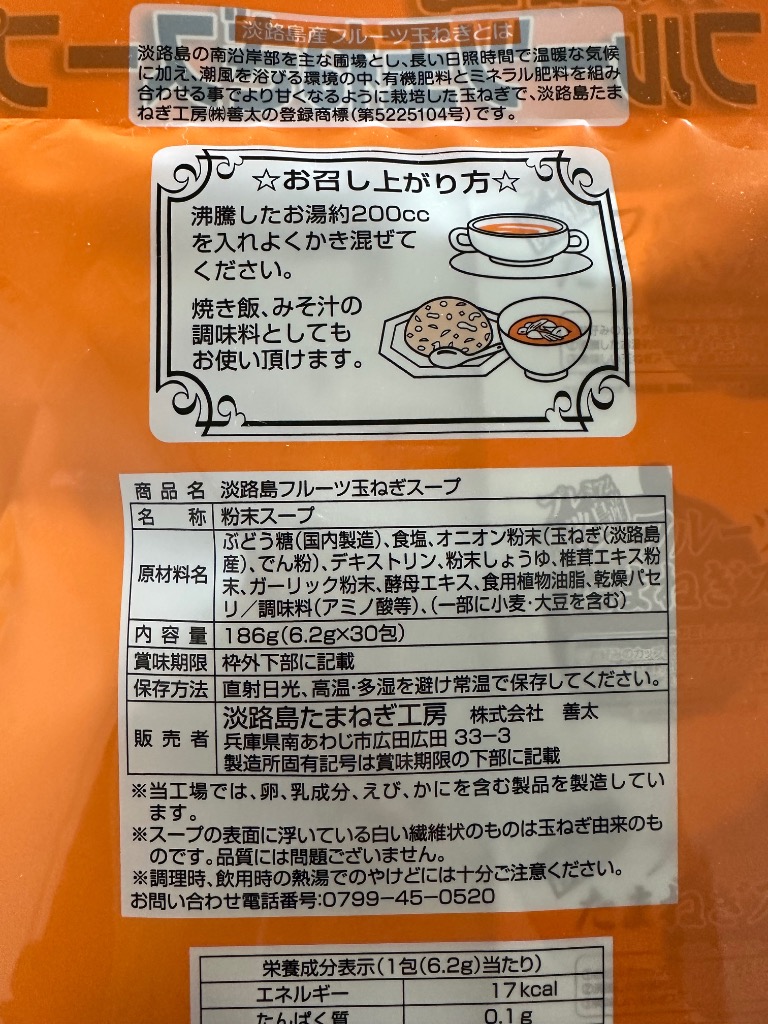 淡路島産フルーツ玉ねぎとは
淡路島の南沿岸部を主な圃場とし、長い日照時間で温暖な気候
に加え、潮風を浴びる環境の中、有機肥料とミネラル肥料を組み
合わせる事でより甘くなるように栽培した玉ねぎで、淡路島たま
ねぎ工房㈱善太の登録商標(第5225104号)です。
☆お召し上がり方☆
沸騰したお湯約200cc
を入れよくかき混ぜて
ください。
焼き飯、みそ汁の
調味料としても
お使い頂けます。
商品名 淡路島フルーツ玉ねぎスープ
名称 粉末スープ
原材料名 ぶどう糖(国内製造)、食塩、オニオン粉末(玉ねぎ(淡路島
産)、でん粉)、デキストリン、粉末しょうゆ、椎茸エキス粉
末、ガーリック粉末、酵母エキス、食用植物油脂、乾燥パセ
リ/調味料(アミノ酸等)、(一部に小麦・大豆を含む)
内容量 186g(6.2g×30包)
賞味期限 枠外下部に記載
保存方法 直射日光、高温・多湿を避け常温で保存してください。
販売者 淡路島たまねぎ工房 株式会社 善太
兵庫県南あわじ市広田広田 33-3
製造所固有記号は賞味期限の下部に記載
※当工場では、卵、乳成分、えび、かにを含む製品を製造してい
ます。
※スープの表面に浮いている白い繊維状のものは玉ねぎ由来のも
のです。品質には問題ございません。
※調理時、飲用時の熱湯でのやけどには十分ご注意ください。
お問い合わせ電話番号:0799-45-0520
栄養成分表示(1包(6.2g)当たり)
エネルギー 17kcal
たんぱく質 0.1g